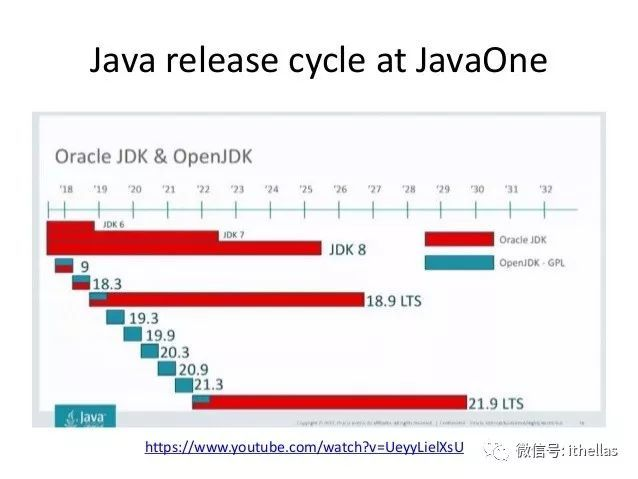 Java release cycle at JavaOne
Oracle JDK & OpenJDK
'18 '19 '20 '21 '22 '23 '24 '25 '26 '27 '28 '29 '30 '31 '32
JDK 6
JDK 7
JDK 8
Oracle JDK
OpenJDK - GPL
9
18.3
18.9 LTS
19.3
19.9
20.3
20.9
21.3
21.9 LTS
Java
https://www.youtube.com/watch?v=UeyyLielXsU
微信号: ithellas